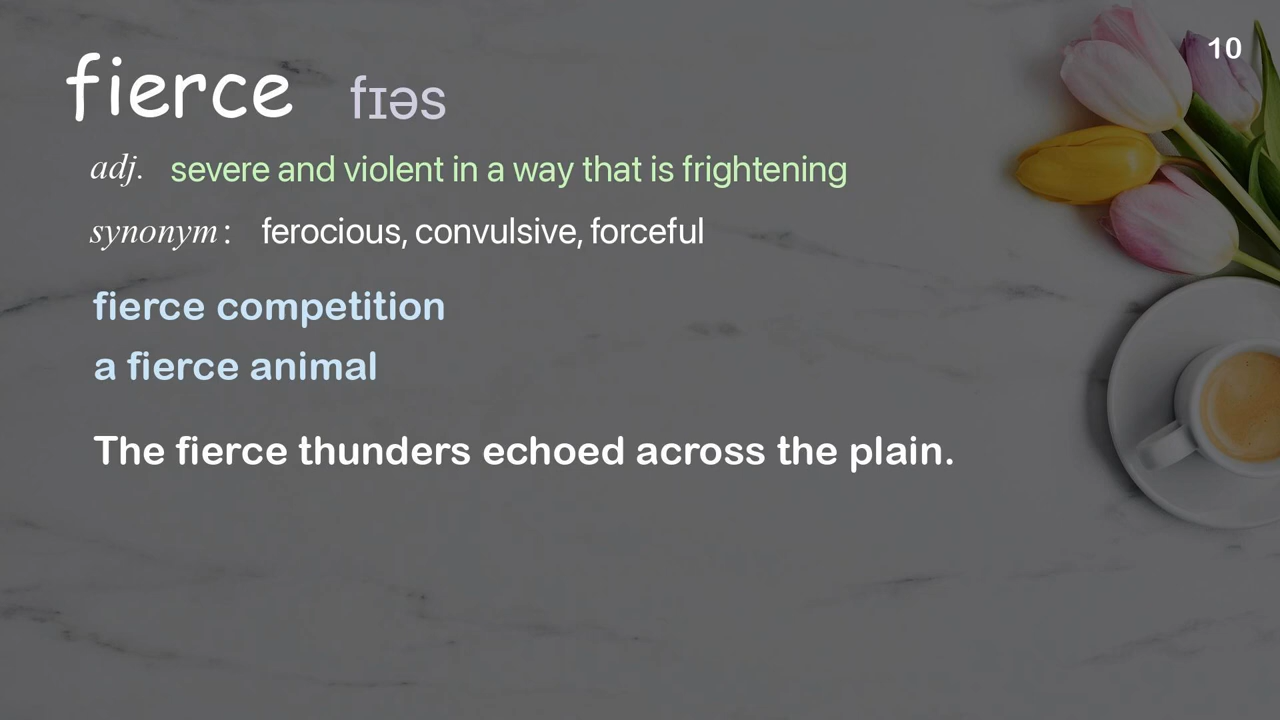 10
fierce fɪəs
adj. severe and violent in a way that is frightening
synonym: ferocious, convulsive, forceful
fierce competition
a fierce animal
The fierce thunders echoed across the plain.